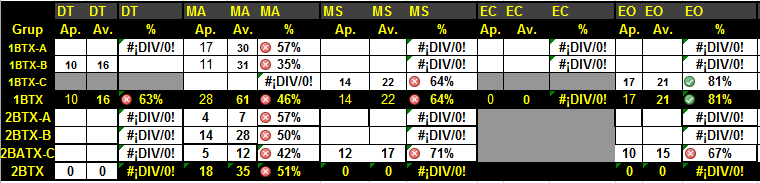 DT DT DT MA MA MA MS MS MS EC EC EC EO EO EO
Grup Ap. Av. % Ap. Av. % Ap. Av. % Ap. Av. % Ap. Av. %
1BTX-A #¡DIV/0! 17 30 57% #¡DIV/0! #¡DIV/0! #¡DIV/0!
1BTX-B 10 16 11 31 35% #¡DIV/0! #¡DIV/0! #¡DIV/0!
1BTX-C #¡DIV/0! 14 22 64% 17 21 81%
1BTX 10 16 63% 28 61 46% 14 22 64% 0 0 #¡DIV/0! 17 21 81%
2BTX-A #¡DIV/0! 4 7 57% #¡DIV/0! #¡DIV/0!
2BTX-B #¡DIV/0! 14 28 50% #¡DIV/0! #¡DIV/0!
2BATX-C #¡DIV/0! 5 12 42% 12 17 71% 10 15 67%
2BTX 0 0 #¡DIV/0! 18 35 51% 0 0 #¡DIV/0! #¡DIV/0! 0 0 #¡DIV/0!